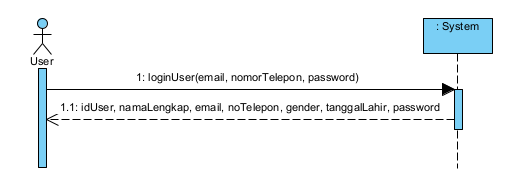 : System
User
1: loginUser(email, nomorTelepon, password)
1.1: idUser, namaLengkap, email, noTelepon, gender, tanggalLahir, password